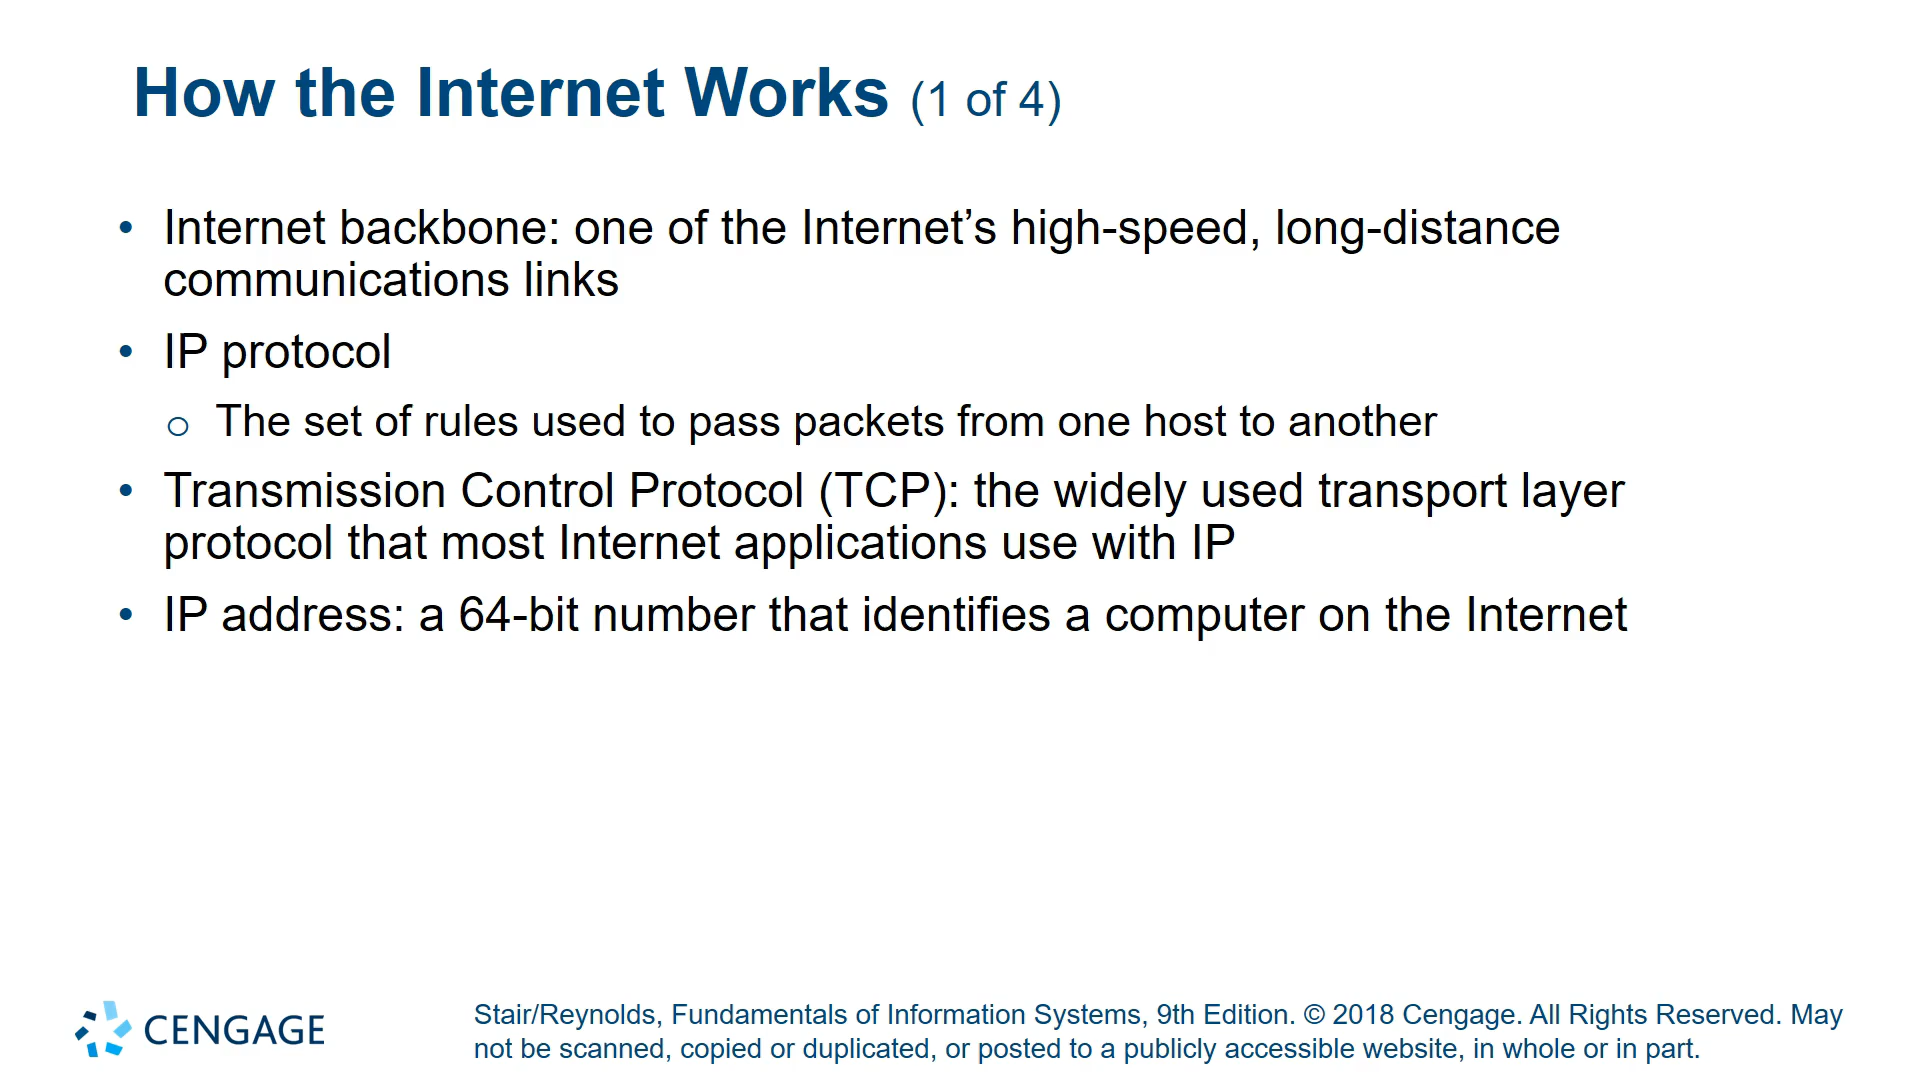 How the Internet Works (1 of 4)
• Internet backbone: one of the Internet’s high-speed, long-distance
communications links
• IP protocol
o The set of rules used to pass packets from one host to another
• Transmission Control Protocol (TCP): the widely used transport layer
protocol that most Internet applications use with IP
• IP address: a 64-bit number that identifies a computer on the Internet
CENGAGE
Stair/Reynolds, Fundamentals of Information Systems, 9th Edition. © 2018 Cengage. All Rights Reserved. May
not be scanned, copied or duplicated, or posted to a publicly accessible website, in whole or in part.